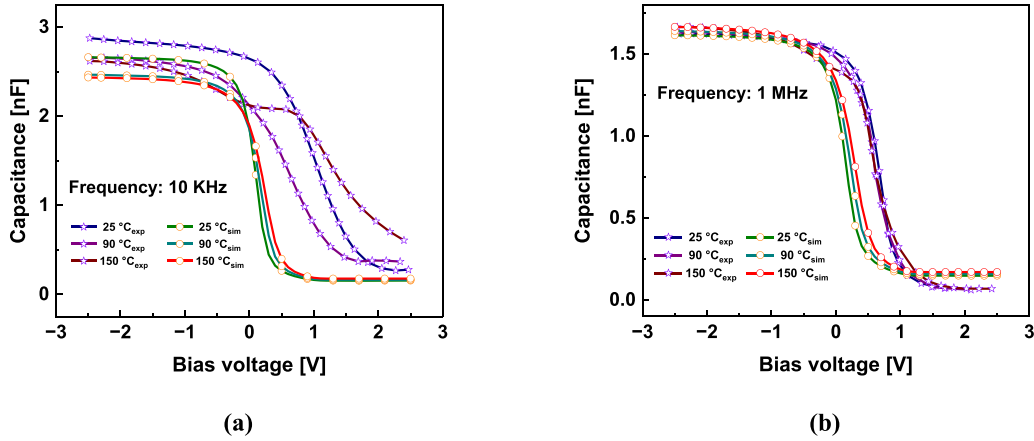 3
2
1
0
Capacitance [nF]
Frequency: 10 KHz
25 °Cexp 25 °Csim
90 °Cexp 90 °Csim
150 °Cexp 150 °Csim
−3 −2 −1 0 1 2 3
Bias voltage [V]
(a)
1.5
1.0
0.5
0.0
Capacitance [nF]
Frequency: 1 MHz
25 °Cexp 25 °Csim
90 °Cexp 90 °Csim
150 °Cexp 150 °Csim
−3 −2 −1 0 1 2 3
Bias voltage [V]
(b)